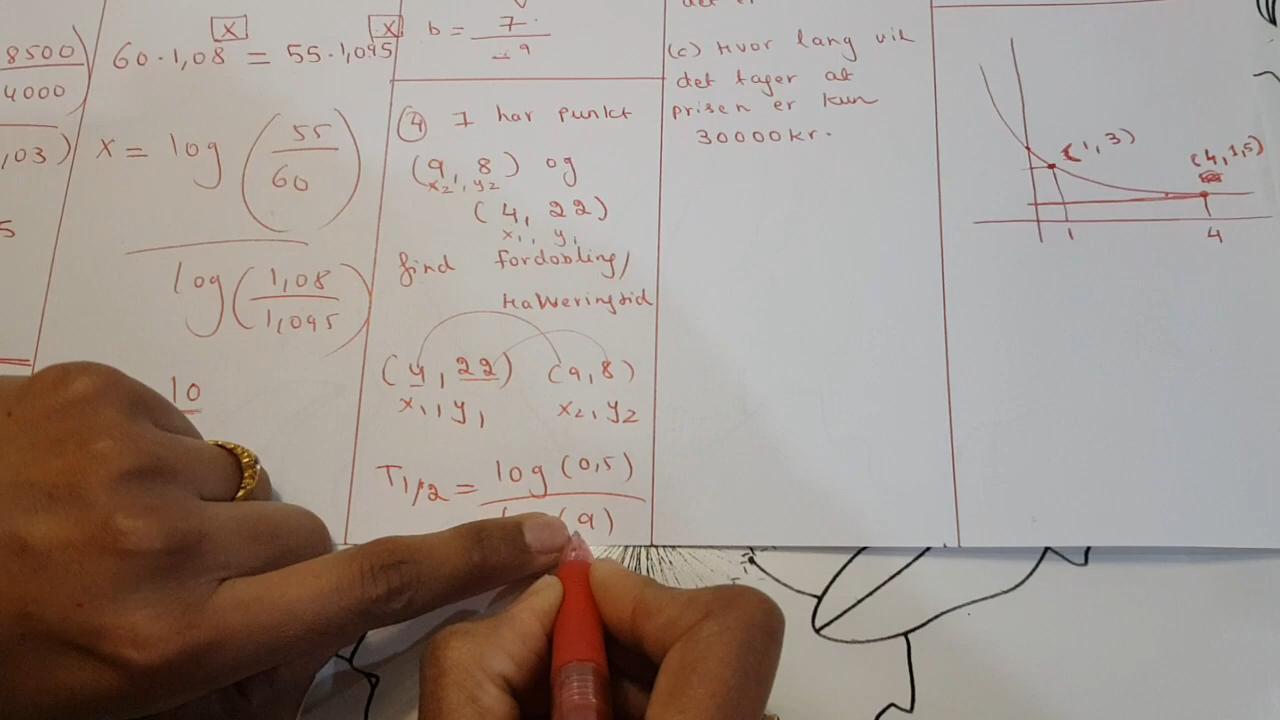 8500)
4000
,03)
5
x x
60·1,08 = 55·1,095
x = log (55
60)
log (1,08
1,095)
10
b = 7
a
④ 7 har punkt
(9, 8) og
x2, y2
(4, 22)
x1, y1
find fordobling/
Halveringstid
(4, 22) (9,8)
x1, y1 x2, y2
T1/2 = log (0,5)
(a)
(c) Hvor lang vil
det tager at
prisen er kun
30000kr.
(1, 3)
(4, 1,5)
1 4